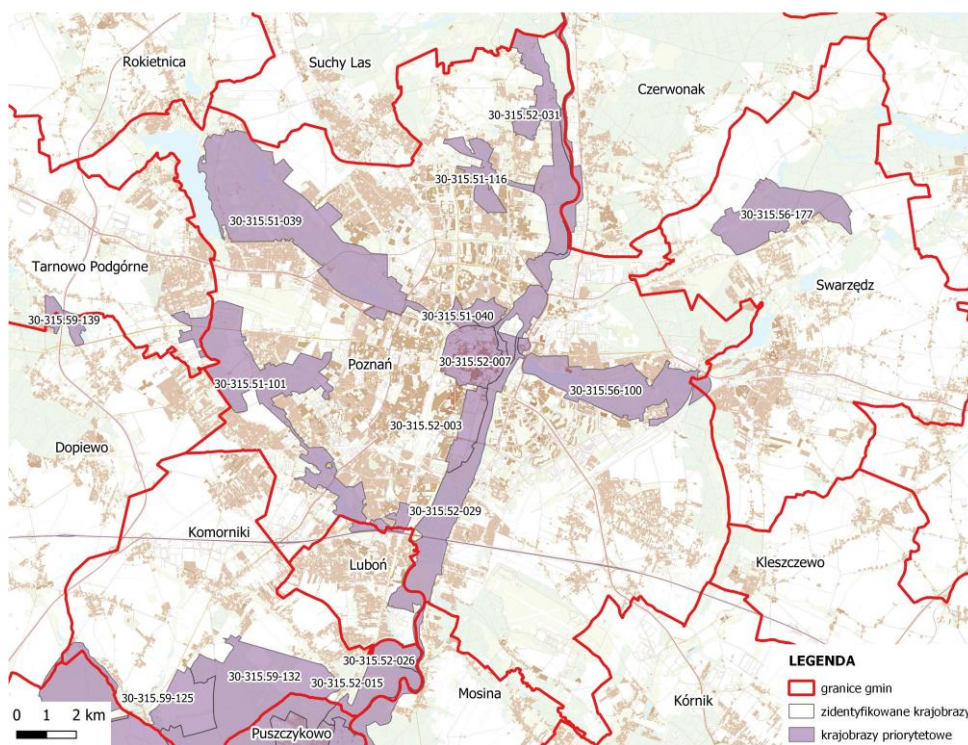 Rokietnica
Suchy Las
Czerwonak
30-315.52-031
30-315.51-116
30-315.56-177
30-315.51-039
Tarnowo Podgórne
Swarzędz
30-315.59-139
30-315.51-040
Poznań
30-315.52-007
30-315.51-101
30-315.56-100
30-315.52-003
Dopiewo
30-315.52-029
Komorniki
Luboń
Kleszczewo
30-315.52-026
30-315.59-132
30-315.52-015
30-315.59-125
Mosina
Kórnik
Puszczykowo
0 1 2 km
LEGENDA
granice gmin
zidentyfikowane krajobrazy
krajobrazy priorytetowe